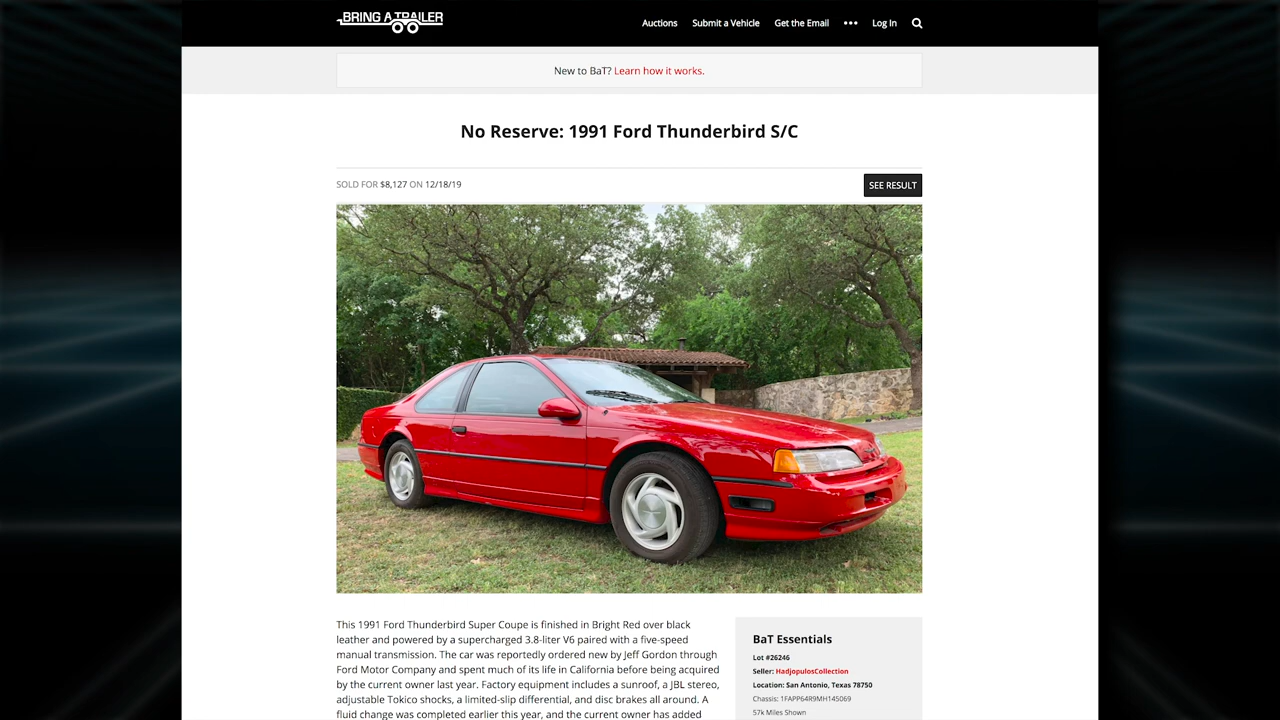 BRING A TRAILER
Auctions Submit a Vehicle Get the Email ••• Log In
New to BaT? Learn how it works.
No Reserve: 1991 Ford Thunderbird S/C
SOLD FOR $8,127 ON 12/18/19
SEE RESULT
This 1991 Ford Thunderbird Super Coupe is finished in Bright Red over black
leather and powered by a supercharged 3.8-liter V6 paired with a five-speed
manual transmission. The car was reportedly ordered new by Jeff Gordon through
Ford Motor Company and spent much of its life in California before being acquired
by the current owner last year. Factory equipment includes a sunroof, a JBL stereo,
adjustable Tokico shocks, a limited-slip differential, and disc brakes all around. A
fluid change was completed earlier this year, and the current owner has added
BaT Essentials
Lot #26246
Seller: HadjopulosCollection
Location: San Antonio, Texas 78750
Chassis: 1FAPP64R9MH145069
57k Miles Shown